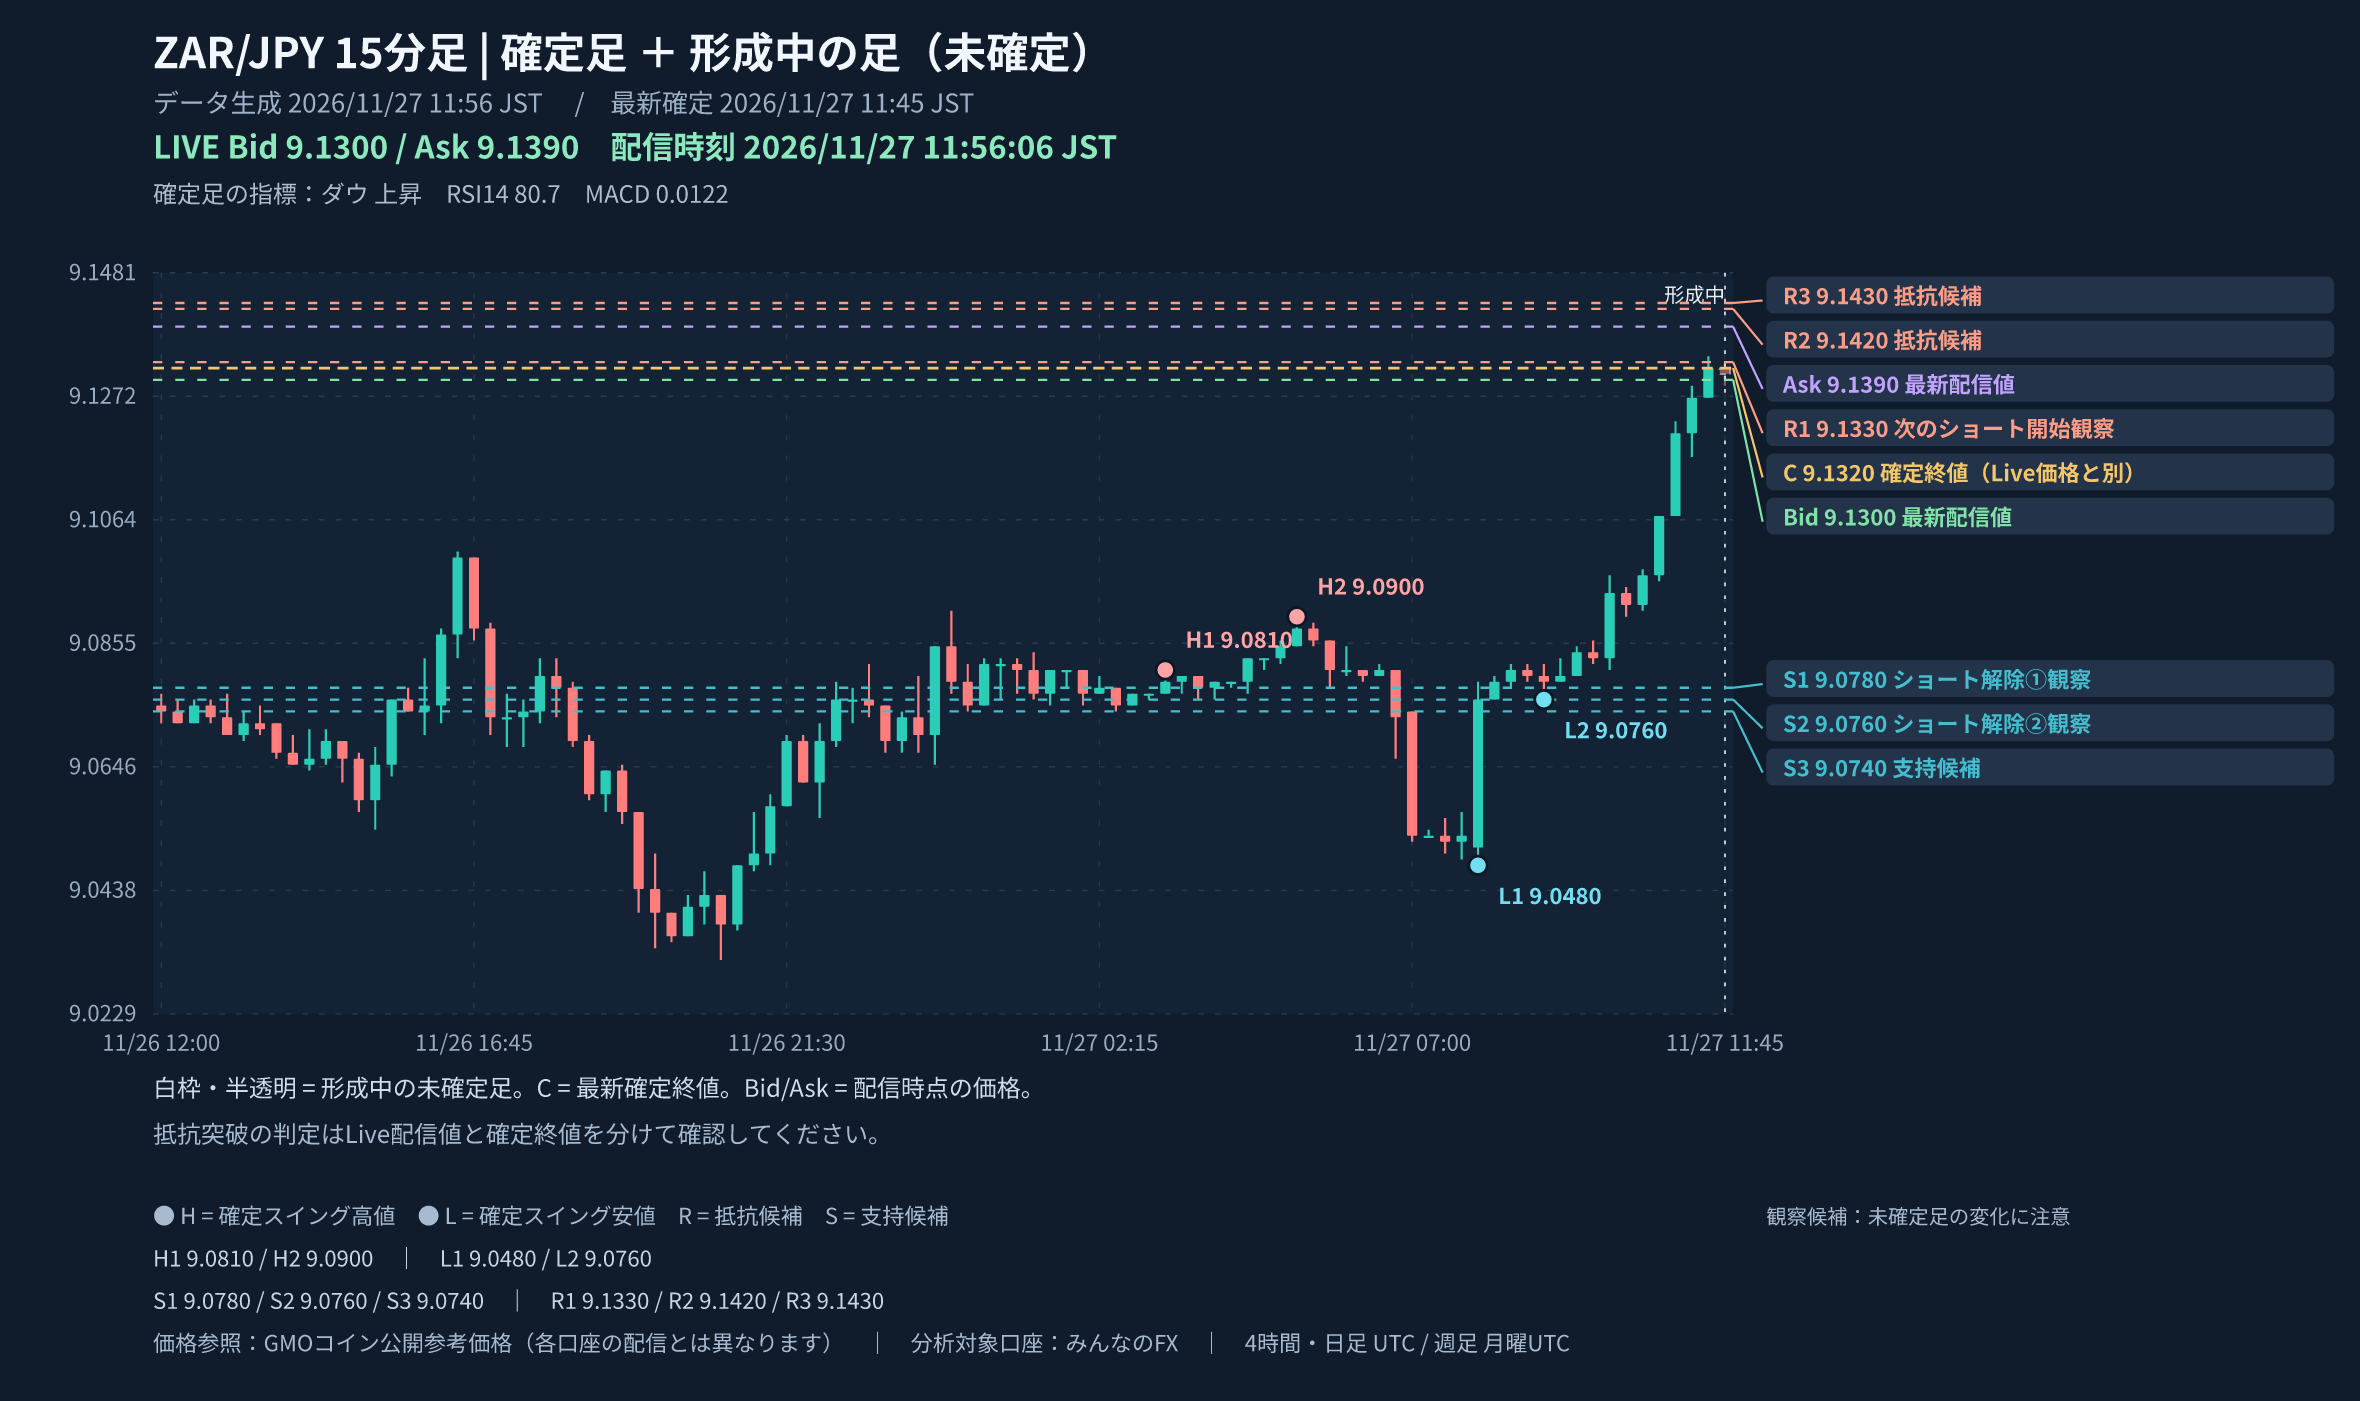 ZAR/JPY 15分足 | 確定足 ＋ 形成中の足（未確定）
データ生成 2026/11/27 11:56 JST　/　最新確定 2026/11/27 11:45 JST
LIVE Bid 9.1300 / Ask 9.1390　配信時刻 2026/11/27 11:56:06 JST
確定足の指標：ダウ 上昇　RSI14 80.7　MACD 0.0122
9.1481
9.1272
9.1064
9.0855
9.0646
9.0438
9.0229
形成中
R3 9.1430 抵抗候補
R2 9.1420 抵抗候補
Ask 9.1390 最新配信値
R1 9.1330 次のショート開始観察
C 9.1320 確定終値（Live価格と別）
Bid 9.1300 最新配信値
H2 9.0900
H1 9.0810
S1 9.0780 ショート解除①観察
S2 9.0760 ショート解除②観察
S3 9.0740 支持候補
L2 9.0760
L1 9.0480
11/26 12:00
11/26 16:45
11/26 21:30
11/27 02:15
11/27 07:00
11/27 11:45
白枠・半透明 = 形成中の未確定足。C = 最新確定終値。Bid/Ask = 配信時点の価格。
抵抗突破の判定はLive配信値と確定終値を分けて確認してください。
● H = 確定スイング高値　● L = 確定スイング安値　R = 抵抗候補　S = 支持候補
観察候補：未確定足の変化に注意
H1 9.0810 / H2 9.0900　｜　L1 9.0480 / L2 9.0760
S1 9.0780 / S2 9.0760 / S3 9.0740　｜　R1 9.1330 / R2 9.1420 / R3 9.1430
価格参照：GMOコイン公開参考価格（各口座の配信とは異なります）　｜　分析対象口座：みんなのFX　｜　4時間・日足 UTC / 週足 月曜UTC